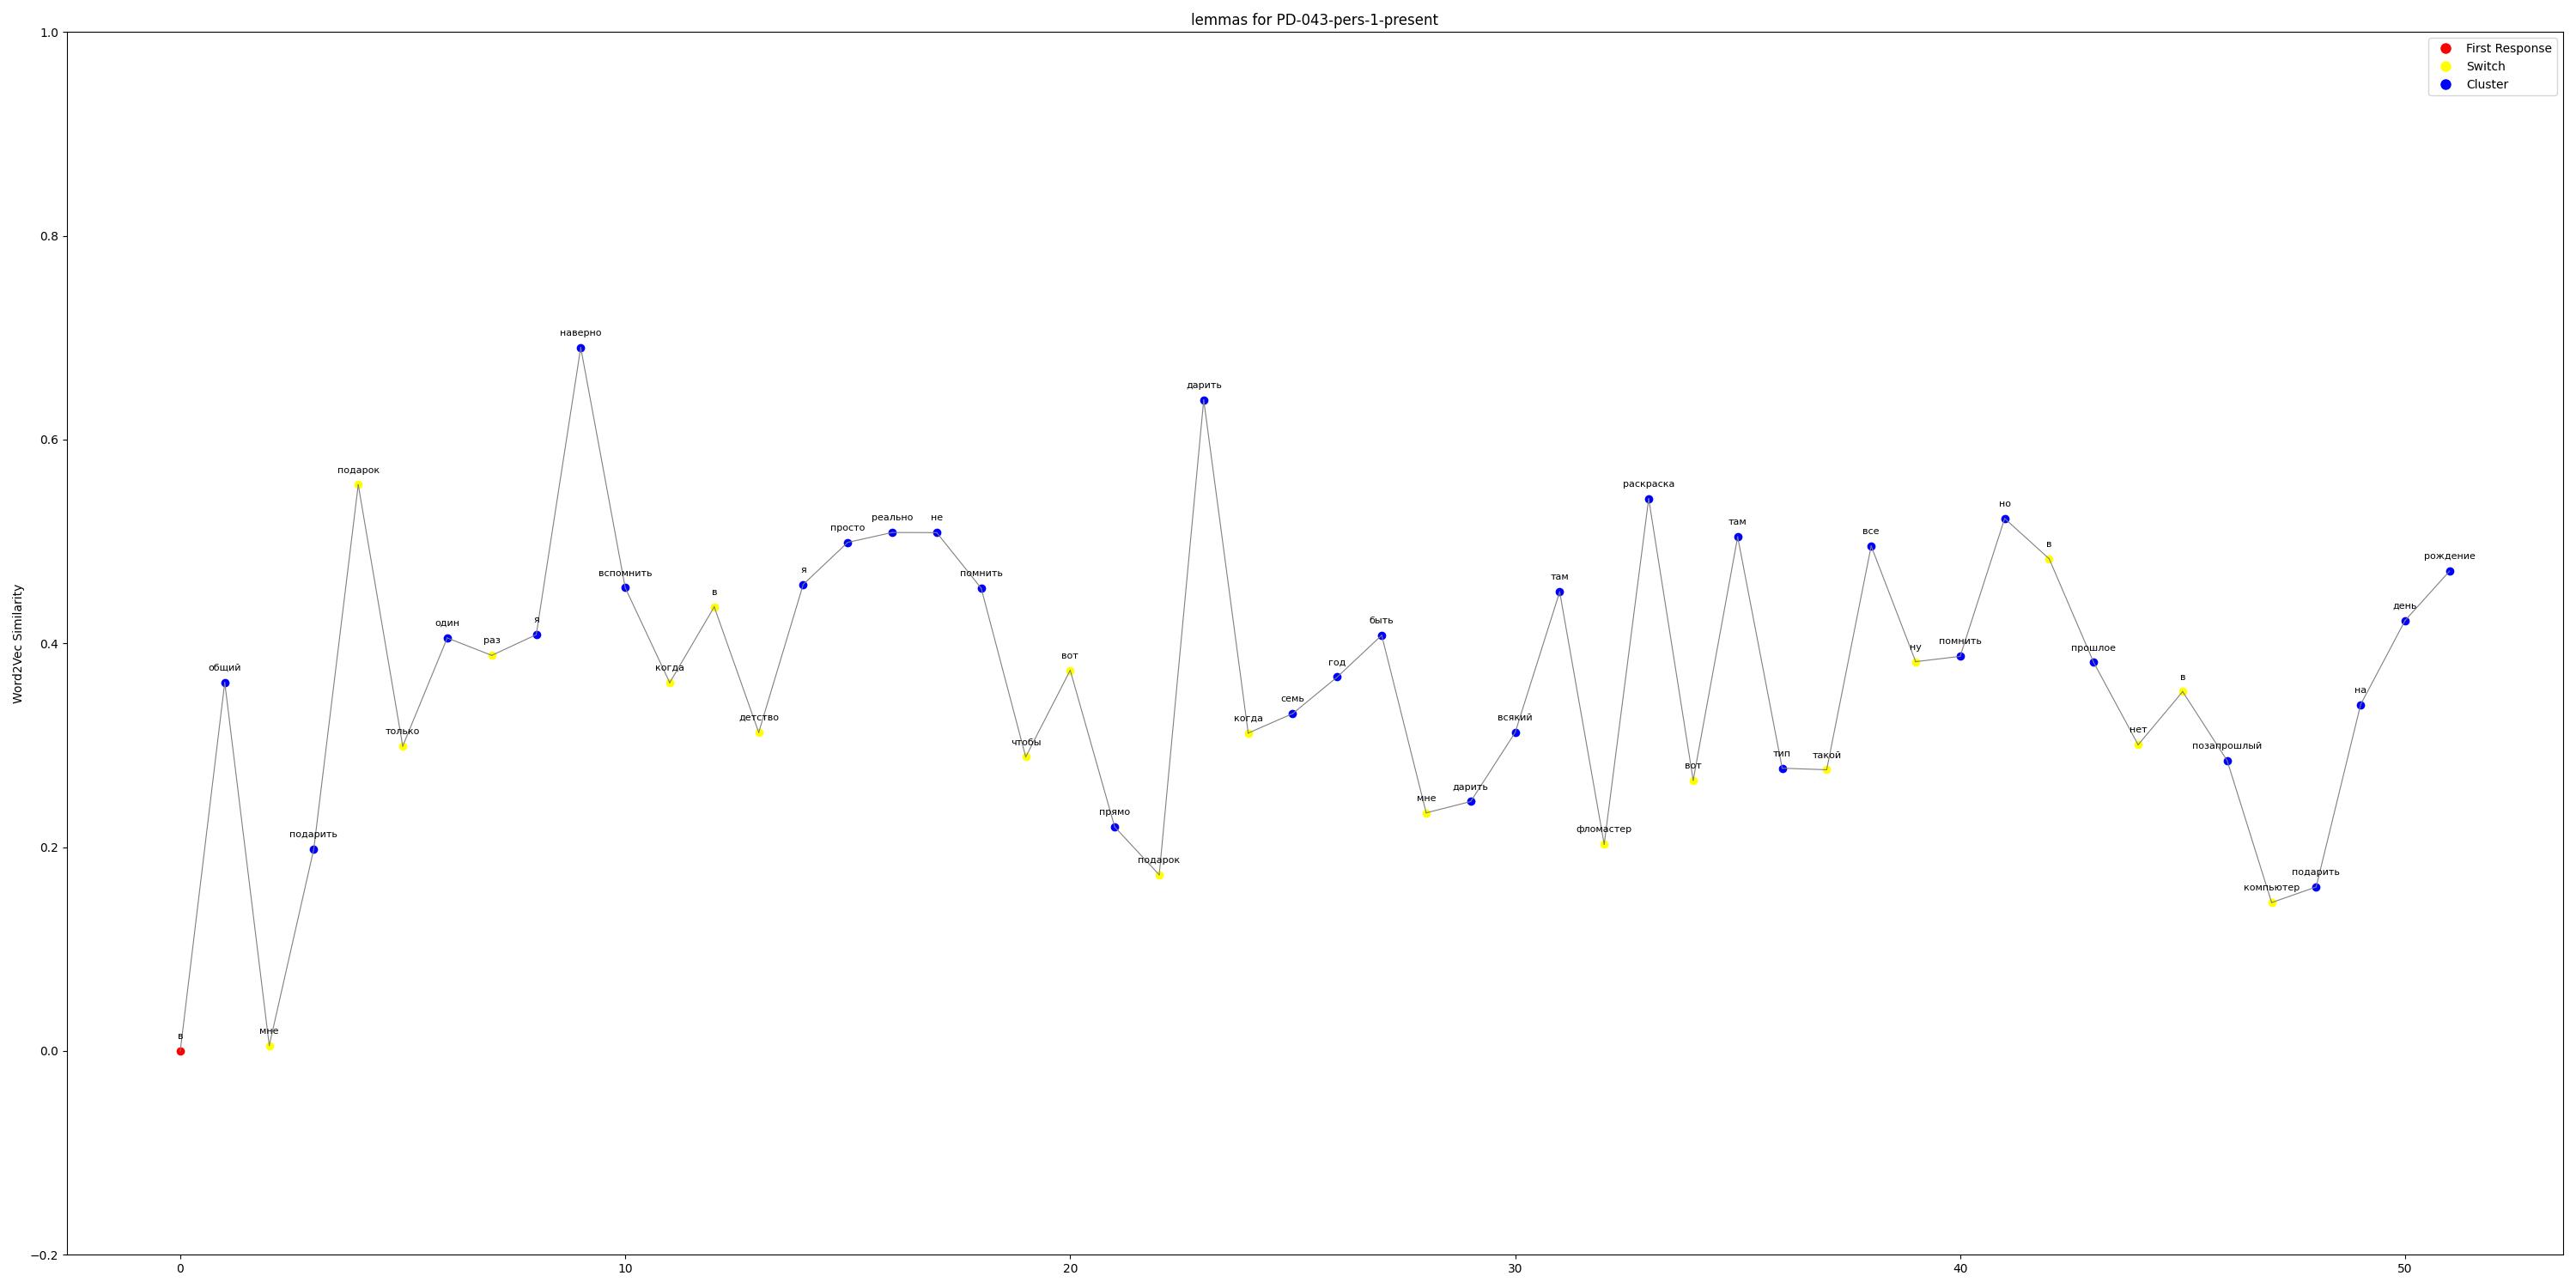 lemmas for PD-043-pers-1-present
1.0
0.8
0.6
0.4
0.2
0.0
−0.2
Word2Vec Similarity
First Response
Switch
Cluster
в
общий
мне
подарить
подарок
только
один
раз
я
наверно
вспомнить
когда
в
детство
я
просто
реально
не
помнить
чтобы
вот
прямо
подарок
дарить
когда
семь
год
быть
мне
дарить
всякий
там
фломастер
раскраска
вот
там
тип
такой
все
ну
помнить
но
в
прошлое
нет
в
позапрошлый
компьютер
подарить
на
день
рождение
0 10 20 30 40 50